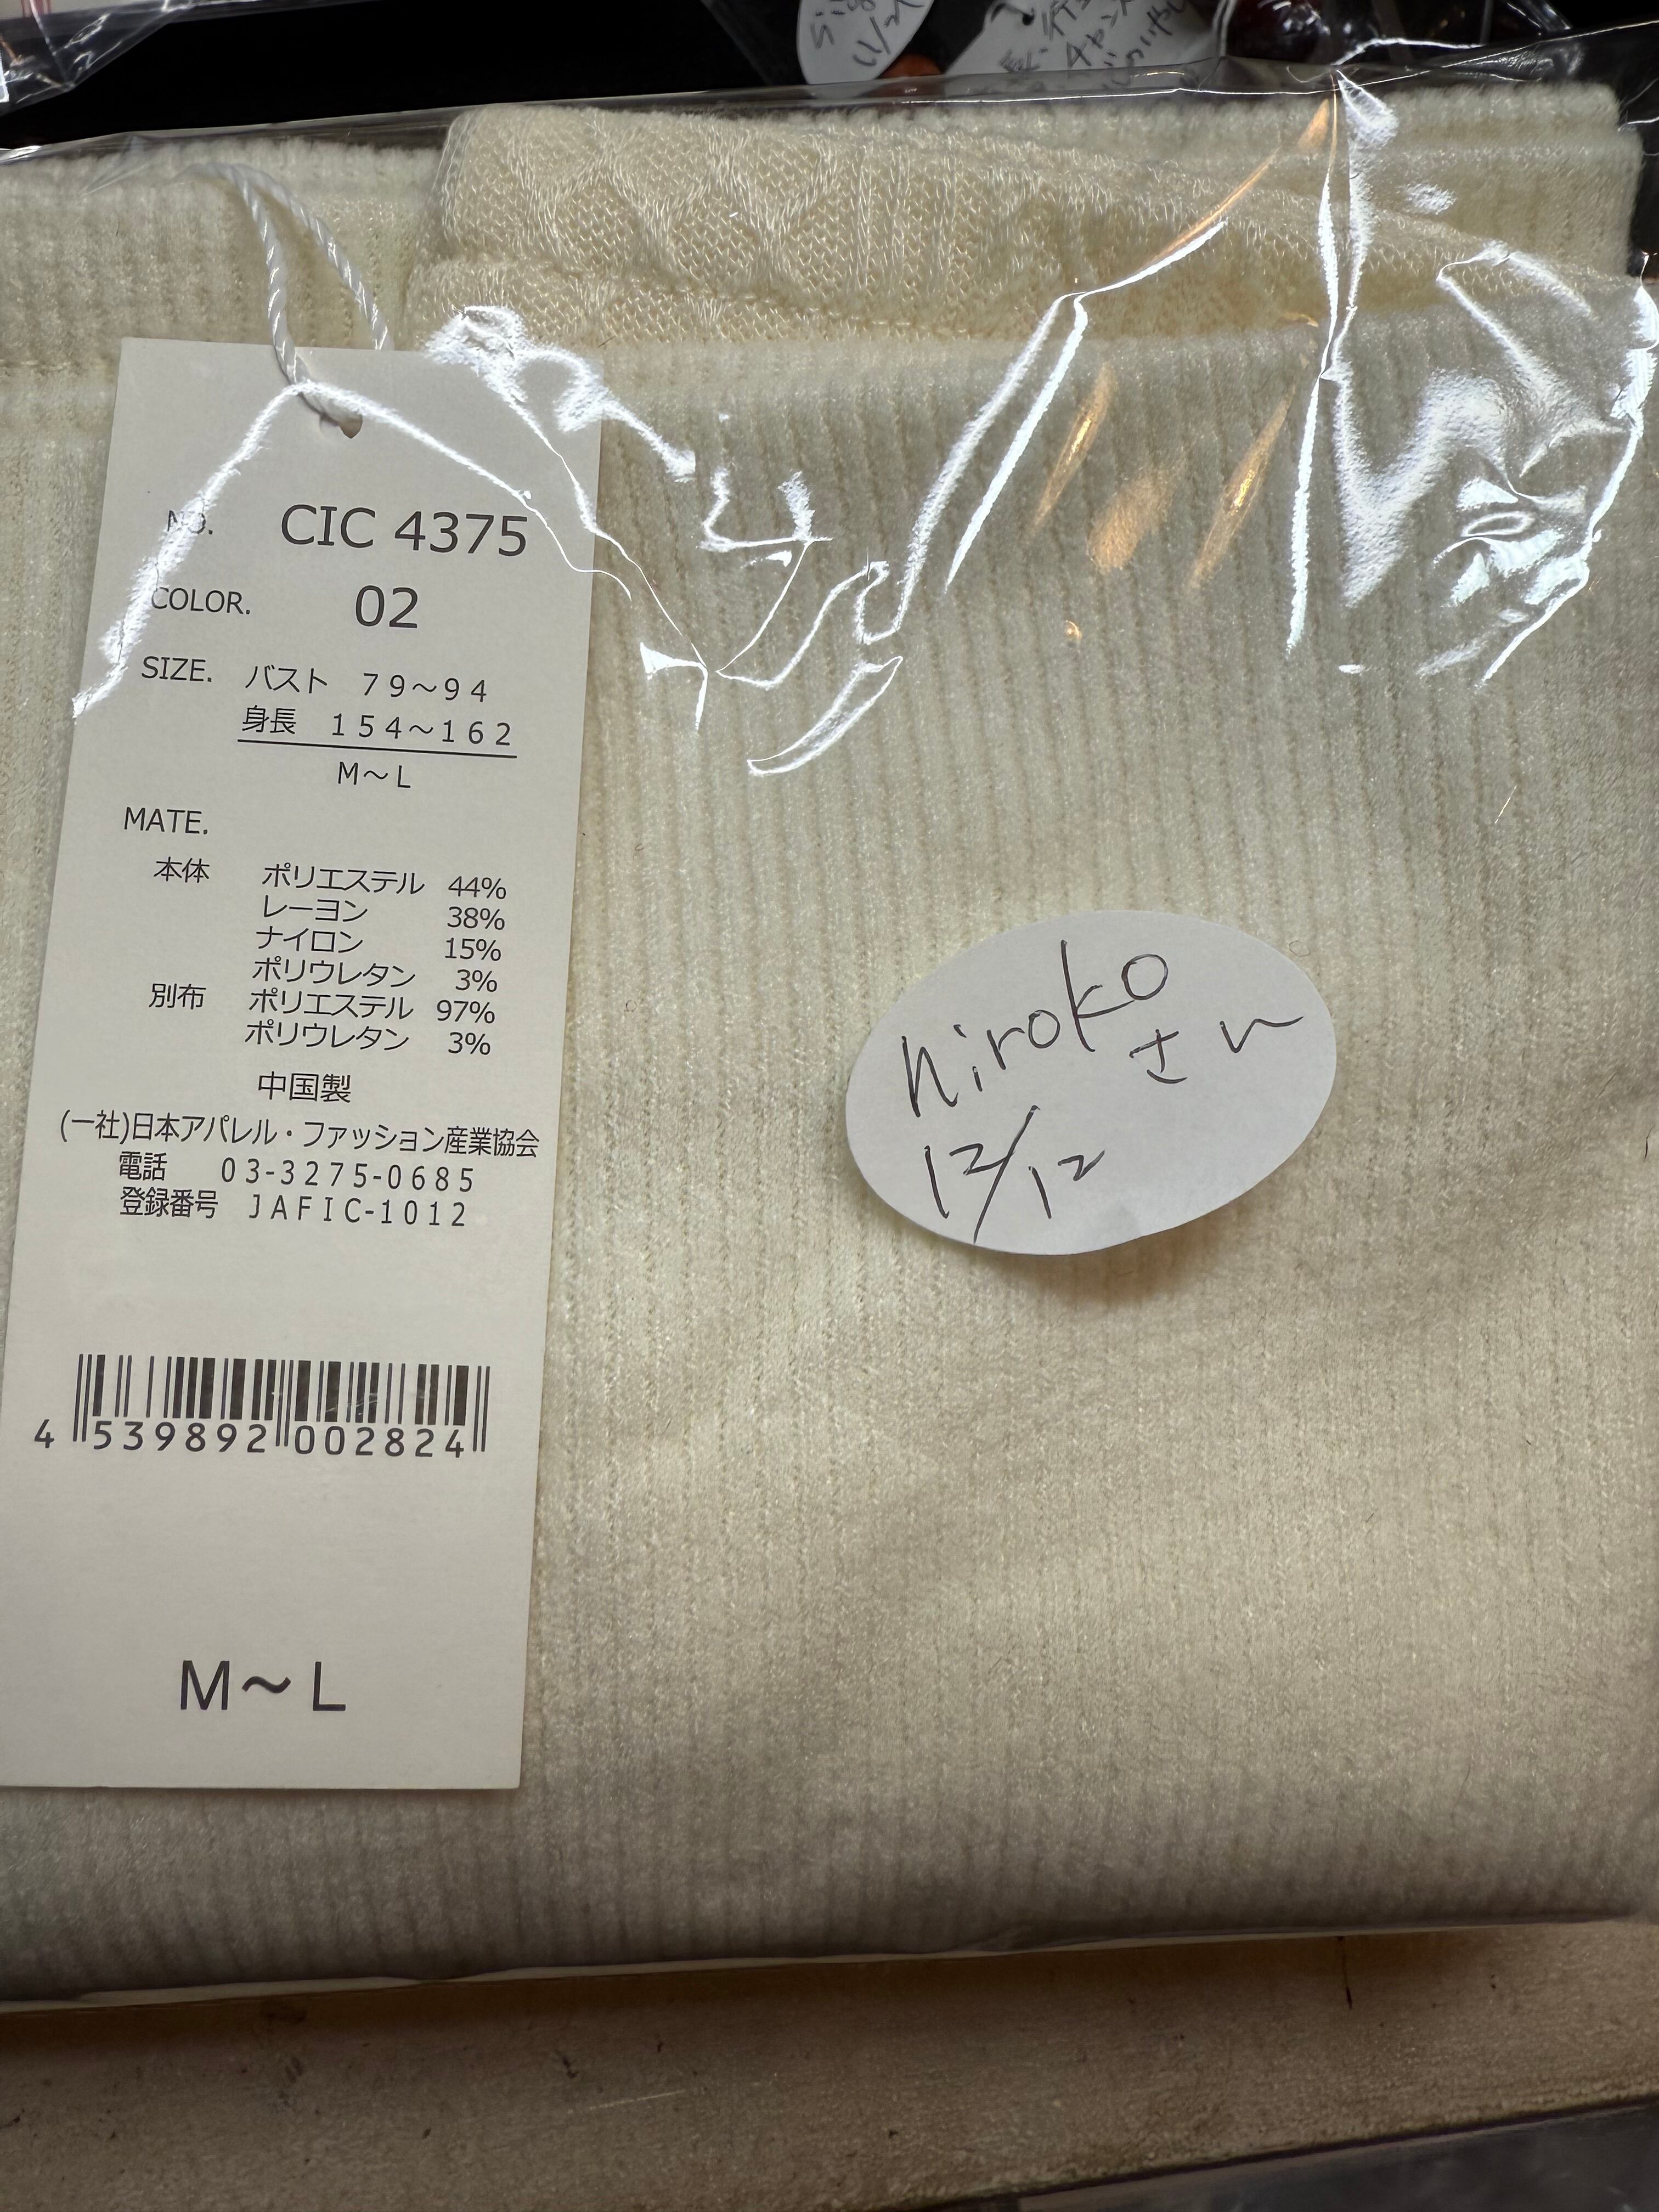 NO. CIC 4375
COLOR. 02
SIZE. バスト 79～94
身長 154～162
M～L
MATE.
本体 ポリエステル 44%
レーヨン 38%
ナイロン 15%
ポリウレタン 3%
別布 ポリエステル 97%
ポリウレタン 3%
中国製
(一社)日本アパレル・ファッション産業協会
電話 03-3275-0685
登録番号 JAFIC-1012
4 539892 002824
M～L
hiroko
さん
12/12